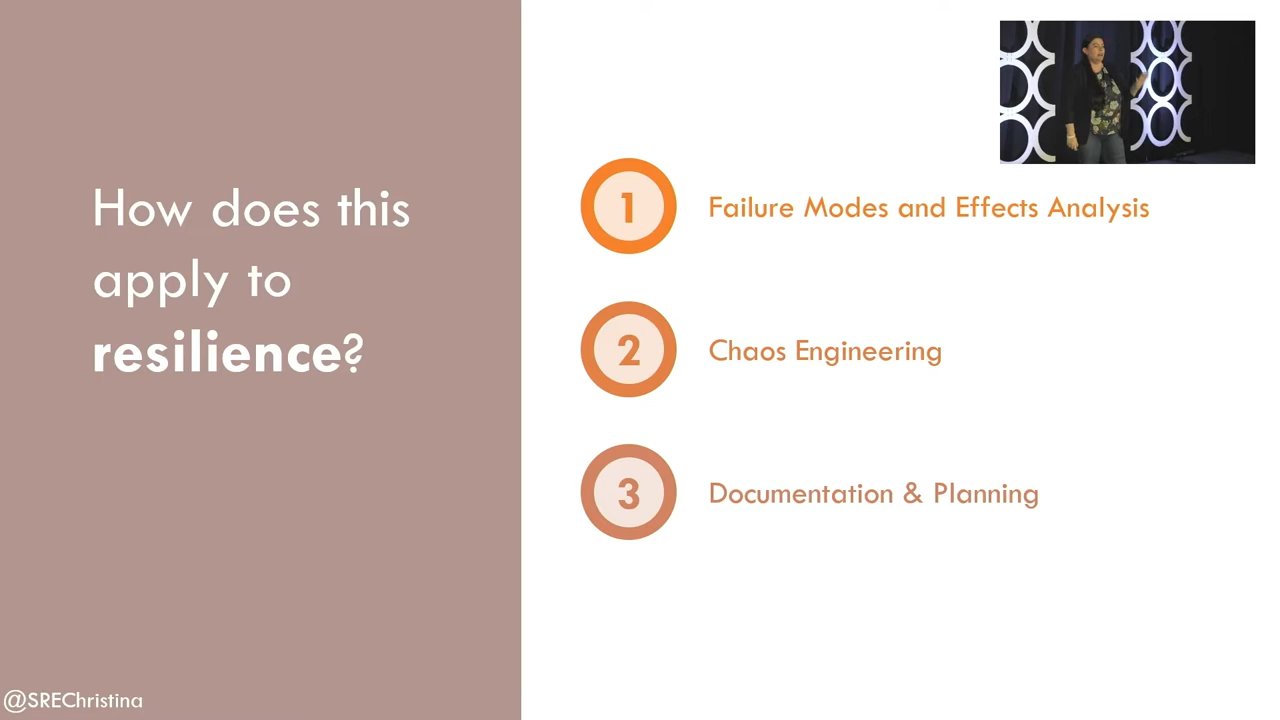 How does this
apply to
resilience?
1
Failure Modes and Effects Analysis
2
Chaos Engineering
3
Documentation & Planning
@SREChristina